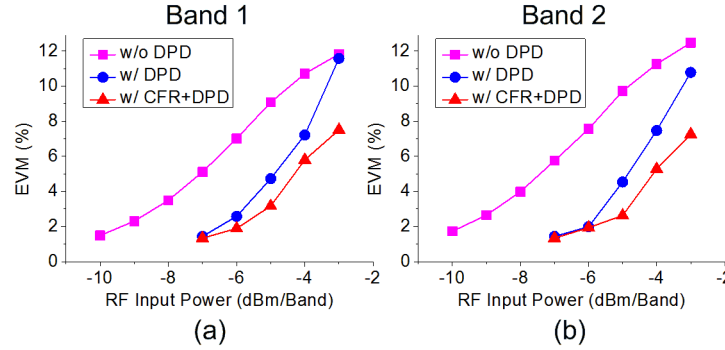 Band 1
Band 2
w/o DPD
w/ DPD
w/ CFR+DPD
EVM (%)
12
10
8
6
4
2
0
-10
-8
-6
-4
-2
RF Input Power (dBm/Band)
(a)
w/o DPD
w/ DPD
w/ CFR+DPD
EVM (%)
12
10
8
6
4
2
0
-10
-8
-6
-4
-2
RF Input Power (dBm/Band)
(b)